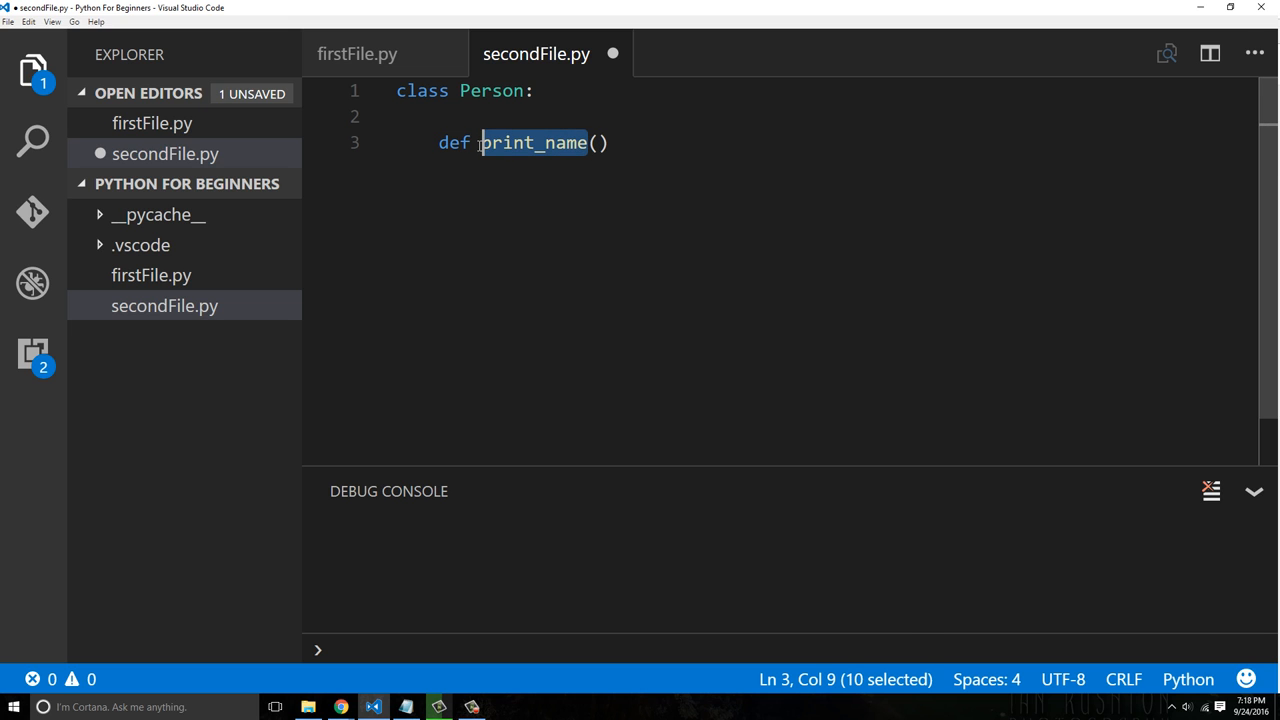 secondFile.py - Python For Beginners - Visual Studio Code
File Edit View Go Help
EXPLORER
OPEN EDITORS 1 UNSAVED
firstFile.py
secondFile.py
PYTHON FOR BEGINNERS
__pycache__
.vscode
firstFile.py
secondFile.py
1
2
firstFile.py secondFile.py
1 class Person:
2
3 def print_name()
DEBUG CONSOLE
0 0 Ln 3, Col 9 (10 selected) Spaces: 4 UTF-8 CRLF Python
I'm Cortana. Ask me anything.
7:18 PM
9/24/2016
IAN RUSHTON